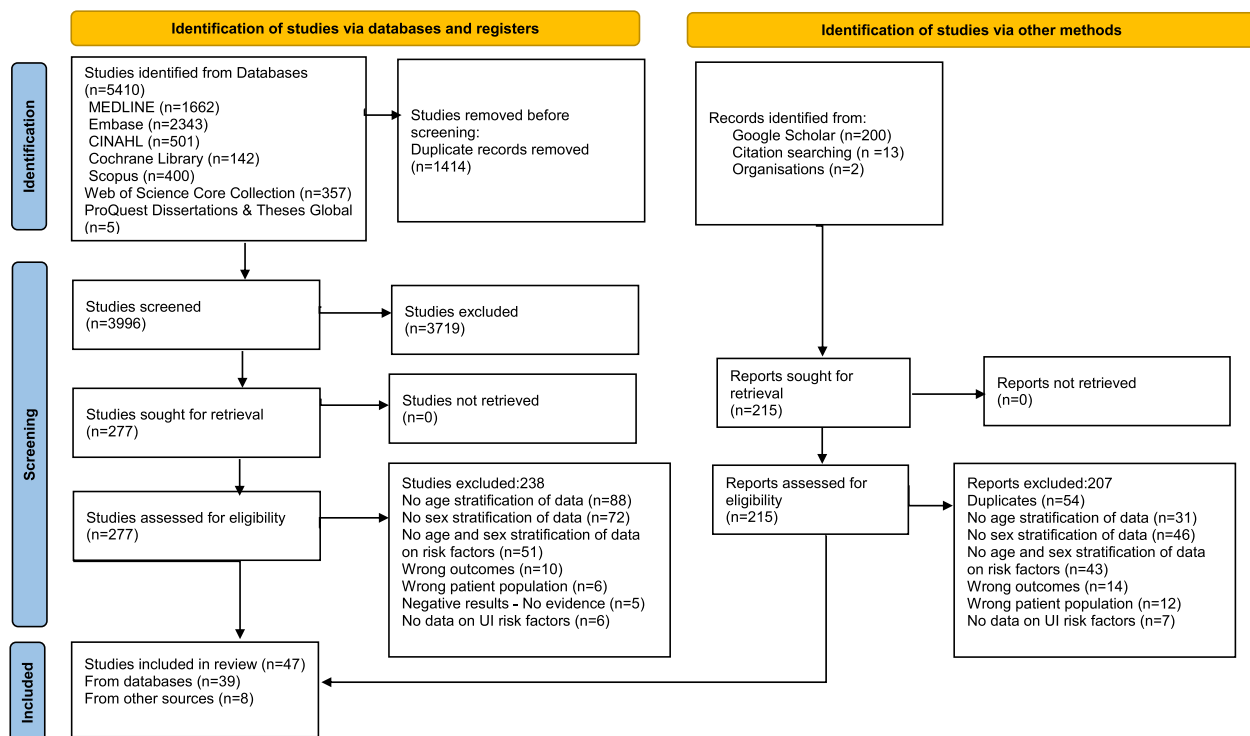 Identification of studies via databases and registers
Identification of studies via other methods
Identification
Studies identified from Databases
(n=5410)
MEDLINE (n=1662)
Embase (n=2343)
CINAHL (n=501)
Cochrane Library (n=142)
Scopus (n=400)
Web of Science Core Collection (n=357)
ProQuest Dissertations & Theses Global
(n=5)
Studies removed before
screening:
Duplicate records removed
(n=1414)
Records identified from:
Google Scholar (n=200)
Citation searching (n =13)
Organisations (n=2)
Screening
Studies screened
(n=3996)
Studies excluded
(n=3719)
Studies sought for retrieval
(n=277)
Studies not retrieved
(n=0)
Reports sought for
retrieval
(n=215)
Reports not retrieved
(n=0)
Studies assessed for eligibility
(n=277)
Studies excluded:238
No age stratification of data (n=88)
No sex stratification of data (n=72)
No age and sex stratification of data
on risk factors (n=51)
Wrong outcomes (n=10)
Wrong patient population (n=6)
Negative results - No evidence (n=5)
No data on UI risk factors (n=6)
Reports assessed for
eligibility
(n=215)
Reports excluded:207
Duplicates (n=54)
No age stratification of data (n=31)
No sex stratification of data (n=46)
No age and sex stratification of data
on risk factors (n=43)
Wrong outcomes (n=14)
Wrong patient population (n=12)
No data on UI risk factors (n=7)
Included
Studies included in review (n=47)
From databases (n=39)
From other sources (n=8)